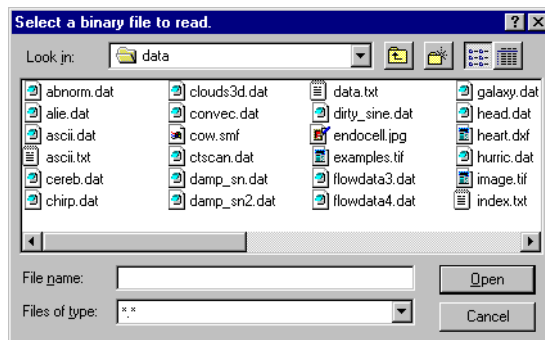 Select a binary file to read.
Look in: data
abnorm.dat clouds3d.dat data.txt galaxy.dat
alie.dat convec.dat dirty_sine.dat head.dat
ascii.dat cow.smf endocell.jpg heart.dxf
ascii.txt ctscan.dat examples.tif hurric.dat
cereb.dat damp_sn.dat flowdata3.dat image.tif
chirp.dat damp_sn2.dat flowdata4.dat index.txt
File name: Open
Files of type: *.* Cancel